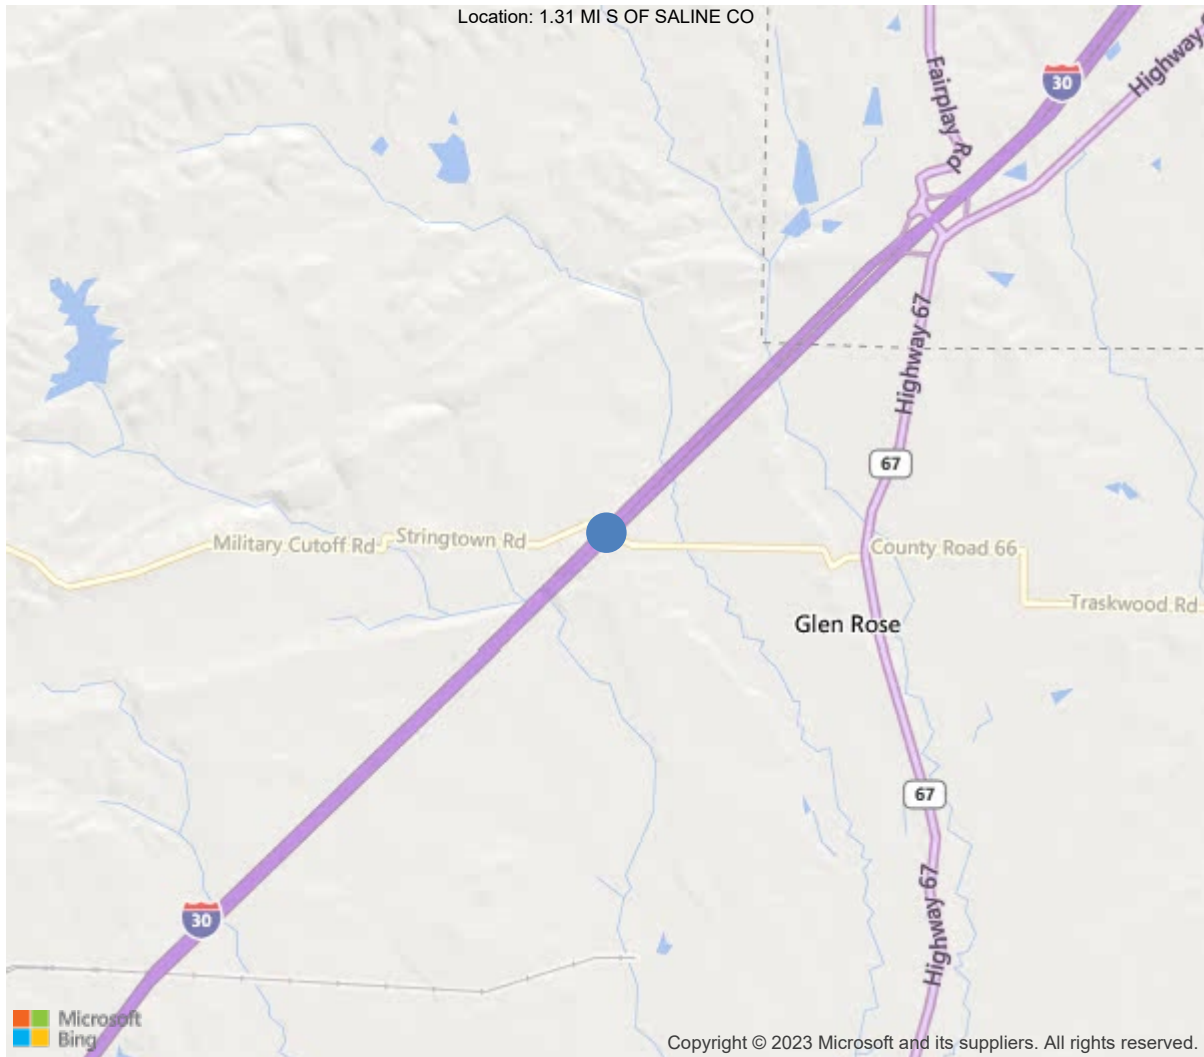 Location: 1.31 MI S OF SALINE CO
Fairplay Rd
30
Highway
Highway 67
67
Military Cutoff Rd
Stringtown Rd
County Road 66
Traskwood Rd
Glen Rose
67
Highway 67
30
Microsoft
Bing
Copyright © 2023 Microsoft and its suppliers. All rights reserved.